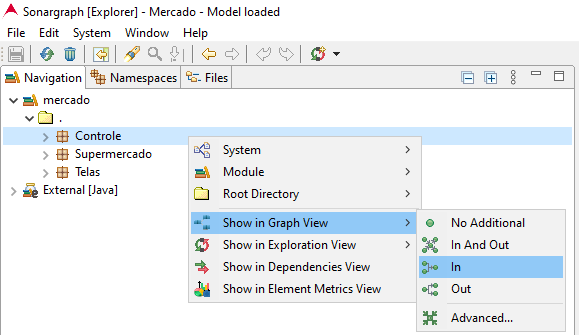 Sonargraph [Explorer] - Mercado - Model loaded
File Edit System Window Help
Navigation Namespaces Files
mercado
.
Controle
Supermercado
Telas
External [Java]
System
Module
Root Directory
Show in Graph View
Show in Exploration View
Show in Dependencies View
Show in Element Metrics View
No Additional
In And Out
In
Out
Advanced...